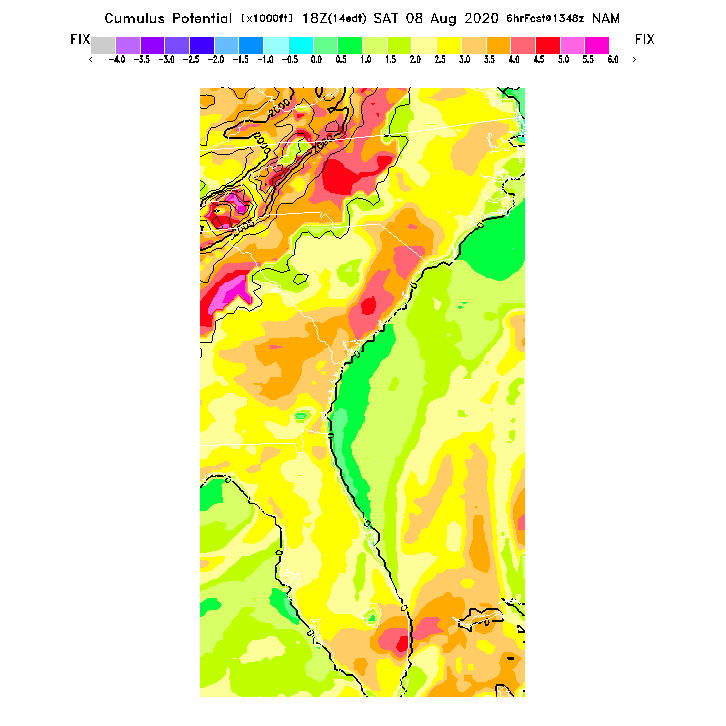 Cumulus Potential [x1000ft] 18Z(14edt) SAT 08 Aug 2020 6hrFcst@1348z NAM
FIX FIX
< -4.0 -3.5 -3.0 -2.5 -2.0 -1.5 -1.0 -0.5 0.0 0.5 1.0 1.5 2.0 2.5 3.0 3.5 4.0 4.5 5.0 5.5 6.0 >
2000
2000